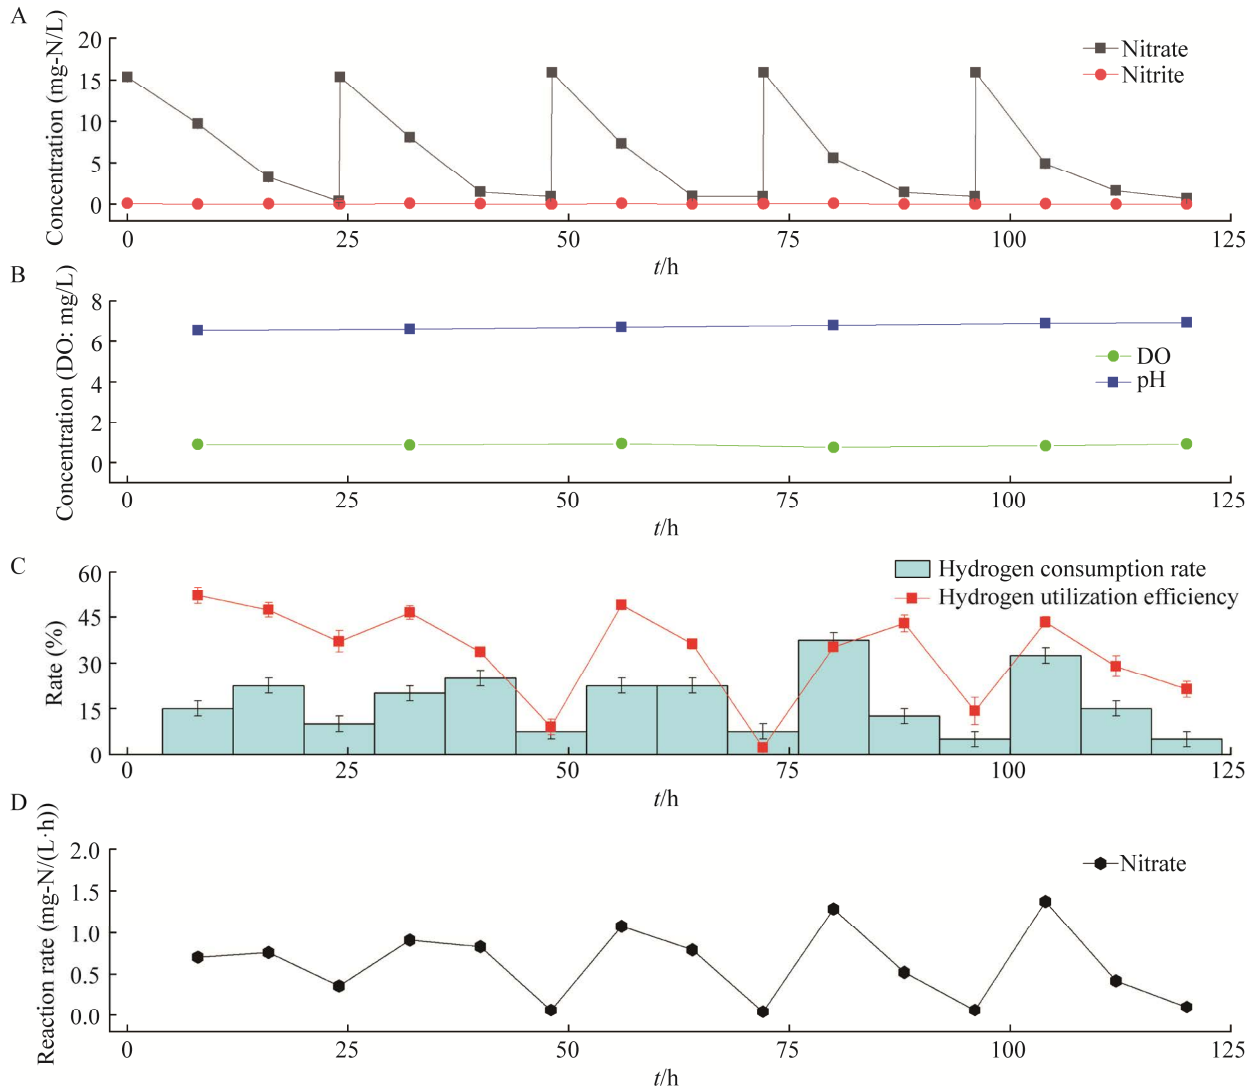 A
Concentration (mg-N/L)
20
15
10
5
0
Nitrate
Nitrite
0
25
50
75
100
125
t/h
B
Concentration (DO: mg/L)
8
6
4
2
0
DO
pH
0
25
50
75
100
125
t/h
C
Rate (%)
60
45
30
15
0
Hydrogen consumption rate
Hydrogen utilization efficiency
0
25
50
75
100
125
t/h
D
Reaction rate (mg-N/(L·h))
2.0
1.5
1.0
0.5
0.0
Nitrate
0
25
50
75
100
125
t/h